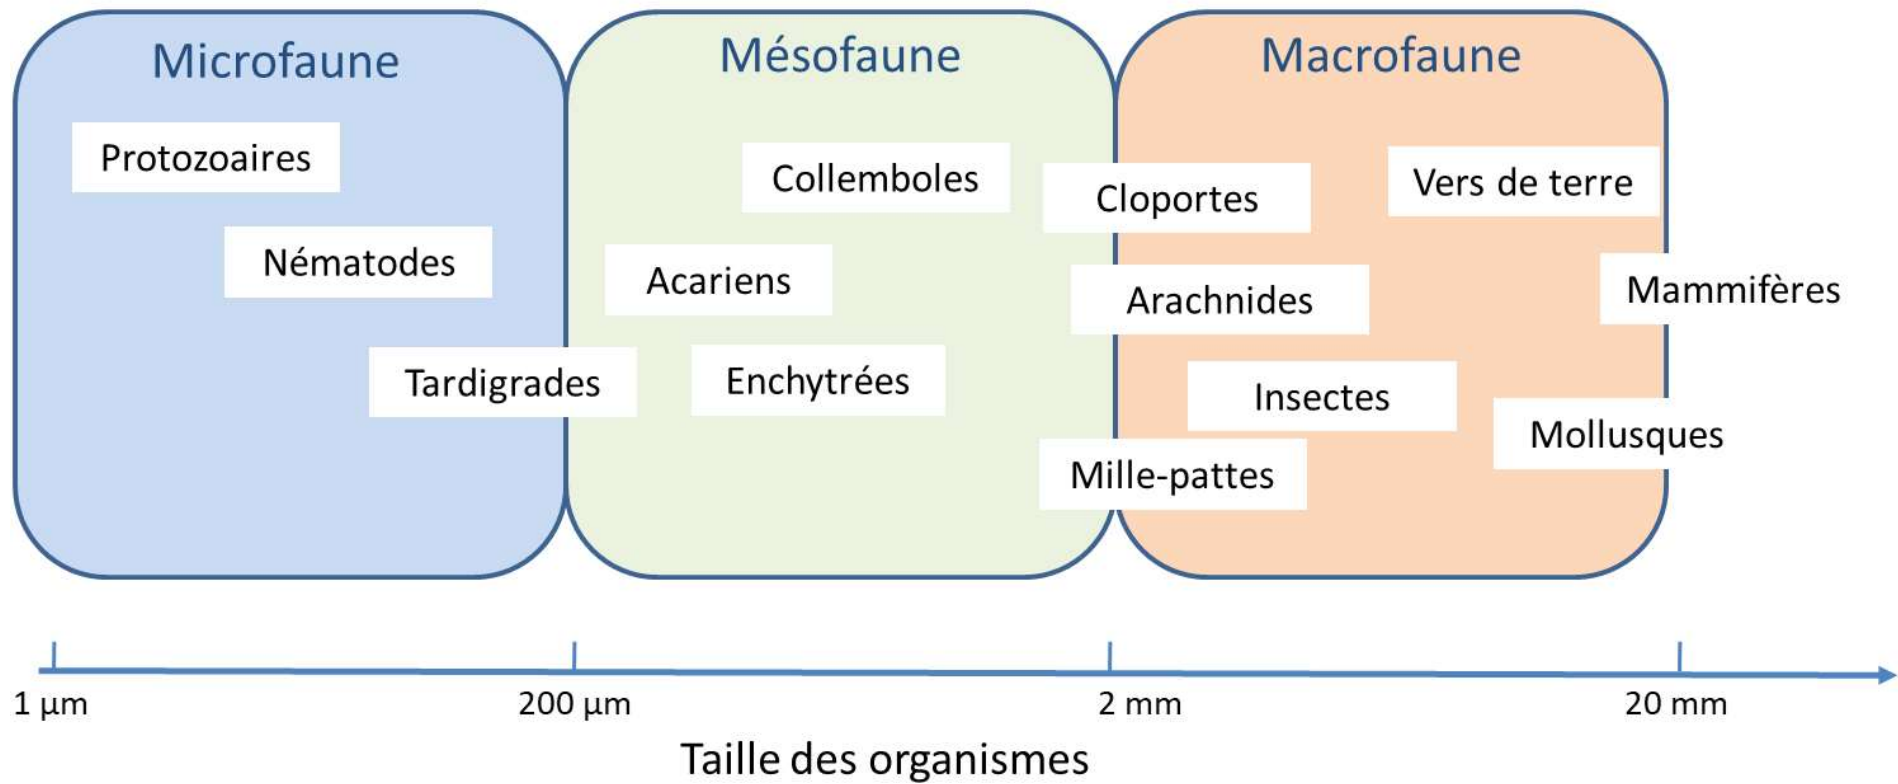 Microfaune
Mésofaune
Macrofaune
Protozoaires
Nématodes
Tardigrades
Collemboles
Acariens
Enchytrées
Cloportes
Arachnides
Mille-pattes
Vers de terre
Mammifères
Insectes
Mollusques
1 µm
200 µm
2 mm
20 mm
Taille des organismes